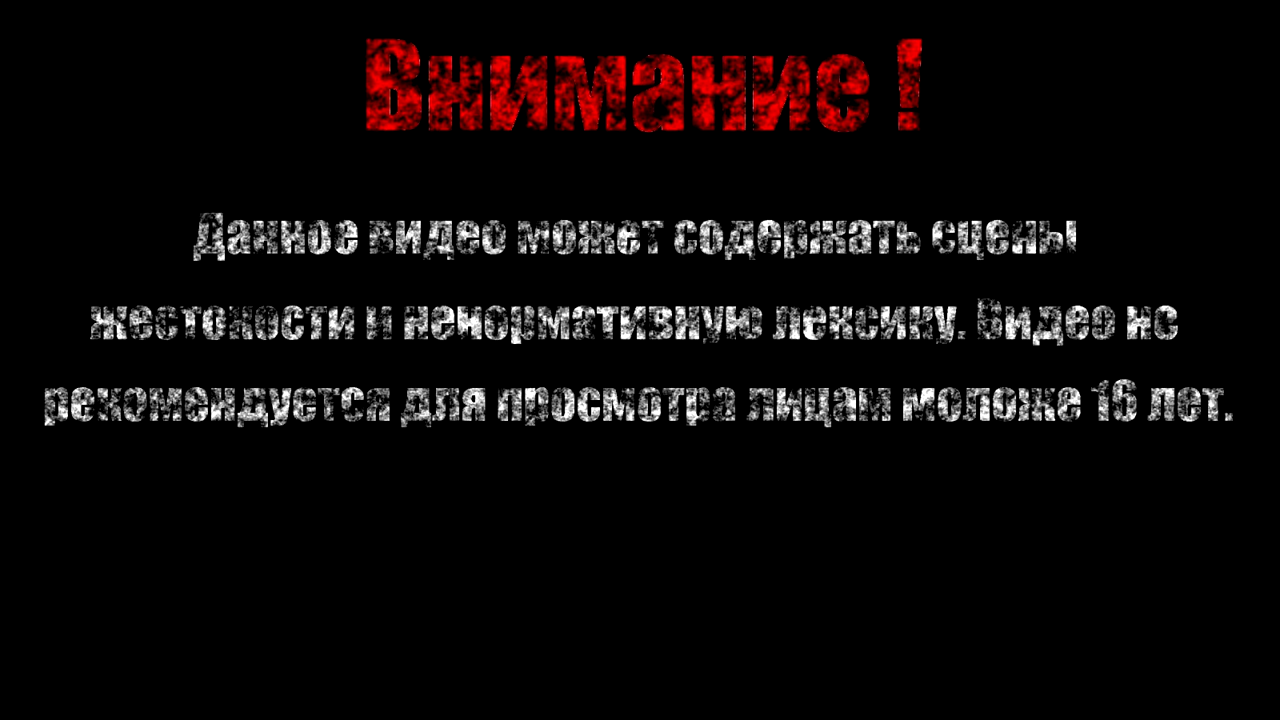 Внимание !
Данное видео может содержать сцены
жестокости и ненормативную лексику. Видео не
рекомендуется для просмотра лицам моложе 16 лет.